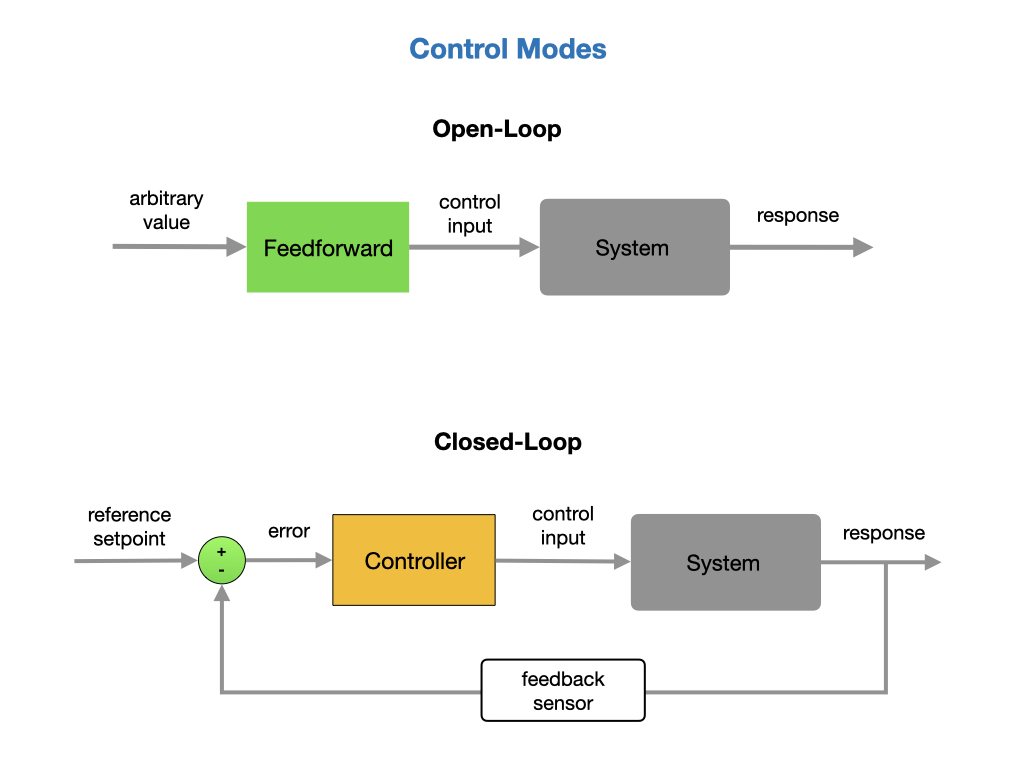 Control Modes
Open-Loop
arbitrary
value
Feedforward
control
input
System
response
Closed-Loop
reference
setpoint
+
-
error
Controller
control
input
System
response
feedback
sensor